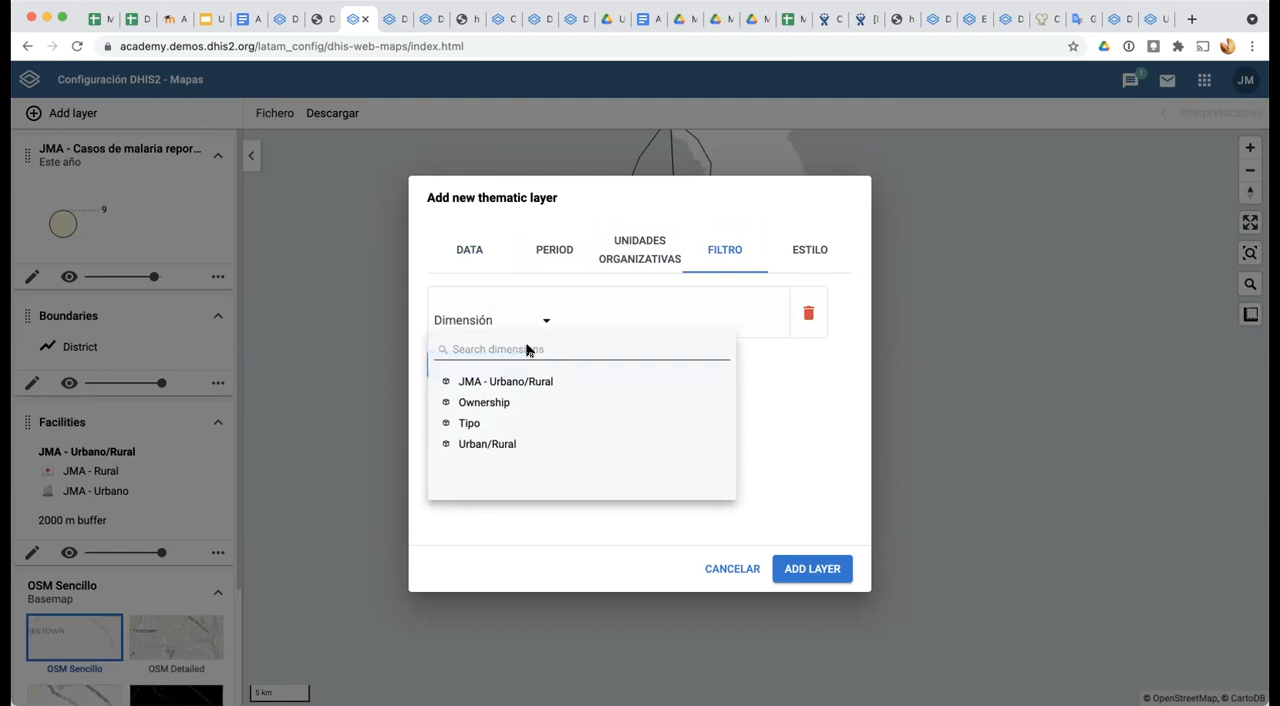 M
D
A
U
A
D
D
D
D
h
C
D
D
U
A
M
M
M
M
C
[(
h
D
E
D
C
G
D
U
academy.demos.dhis2.org/latam_config/dhis-web-maps/index.html
Configuración DHIS2 - Mapas
1
JM
Add layer
Fichero
Descargar
Interpretaciones
JMA - Casos de malaria repor...
Este año
9
Boundaries
District
Facilities
JMA - Urbano/Rural
JMA - Rural
JMA - Urbano
2000 m buffer
OSM Sencillo
Basemap
OSM Sencillo
OSM Detailed
Add new thematic layer
DATA
PERIOD
UNIDADES
ORGANIZATIVAS
FILTRO
ESTILO
Dimensión
Search dimensions
JMA - Urbano/Rural
Ownership
Tipo
Urban/Rural
CANCELAR
ADD LAYER
5 km
© OpenStreetMap, © CartoDB